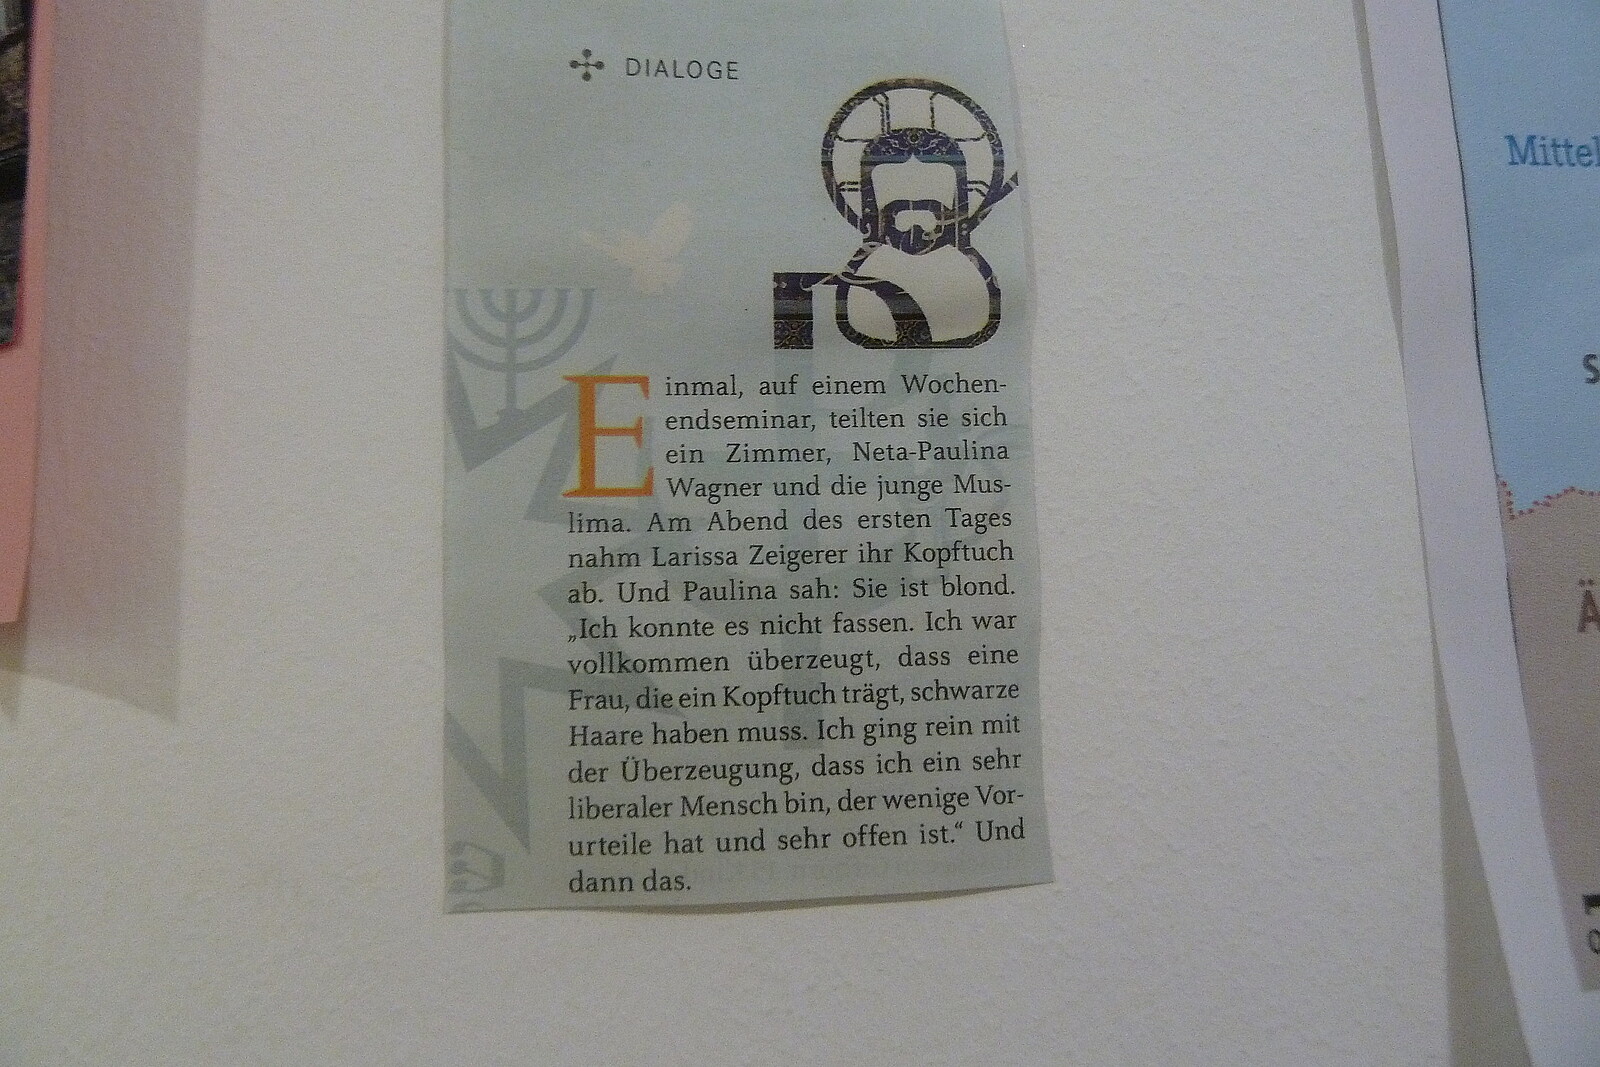 DIALOGE
Einmal, auf einem Wochen-
endseminar, teilten sie sich
ein Zimmer, Neta-Paulina
Wagner und die junge Mus-
lima. Am Abend des ersten Tages
nahm Larissa Zeigerer ihr Kopftuch
ab. Und Paulina sah: Sie ist blond.
„Ich konnte es nicht fassen. Ich war
vollkommen überzeugt, dass eine
Frau, die ein Kopftuch trägt, schwarze
Haare haben muss. Ich ging rein mit
der Überzeugung, dass ich ein sehr
liberaler Mensch bin, der wenige Vor-
urteile hat und sehr offen ist.“ Und
dann das.
Mittel
S
Ä